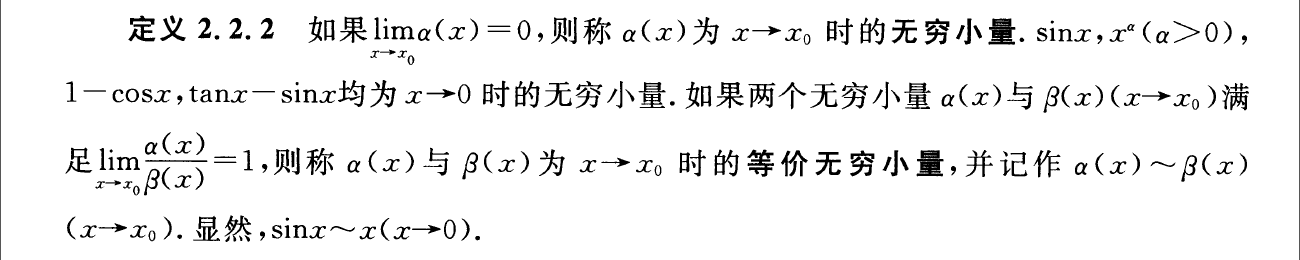 定义 2.2.2 如果$\lim\limits_{x\to x_0}\alpha(x)=0$,则称 $\alpha(x)$为 $x\to x_0$ 时的无穷小量. $\sin x, x^{\alpha}(\alpha>0)$,
$1-\cos x,\tan x-\sin x$均为 $x\to 0$ 时的无穷小量.如果两个无穷小量 $\alpha(x)$与 $\beta(x)(x\to x_0)$满
足$\lim\limits_{x\to x_0}\dfrac{\alpha(x)}{\beta(x)}=1$,则称 $\alpha(x)$与 $\beta(x)$为 $x\to x_0$ 时的等价无穷小量,并记作 $\alpha(x)\sim\beta(x)$
$(x\to x_0)$.显然,$\sin x\sim x(x\to 0)$.